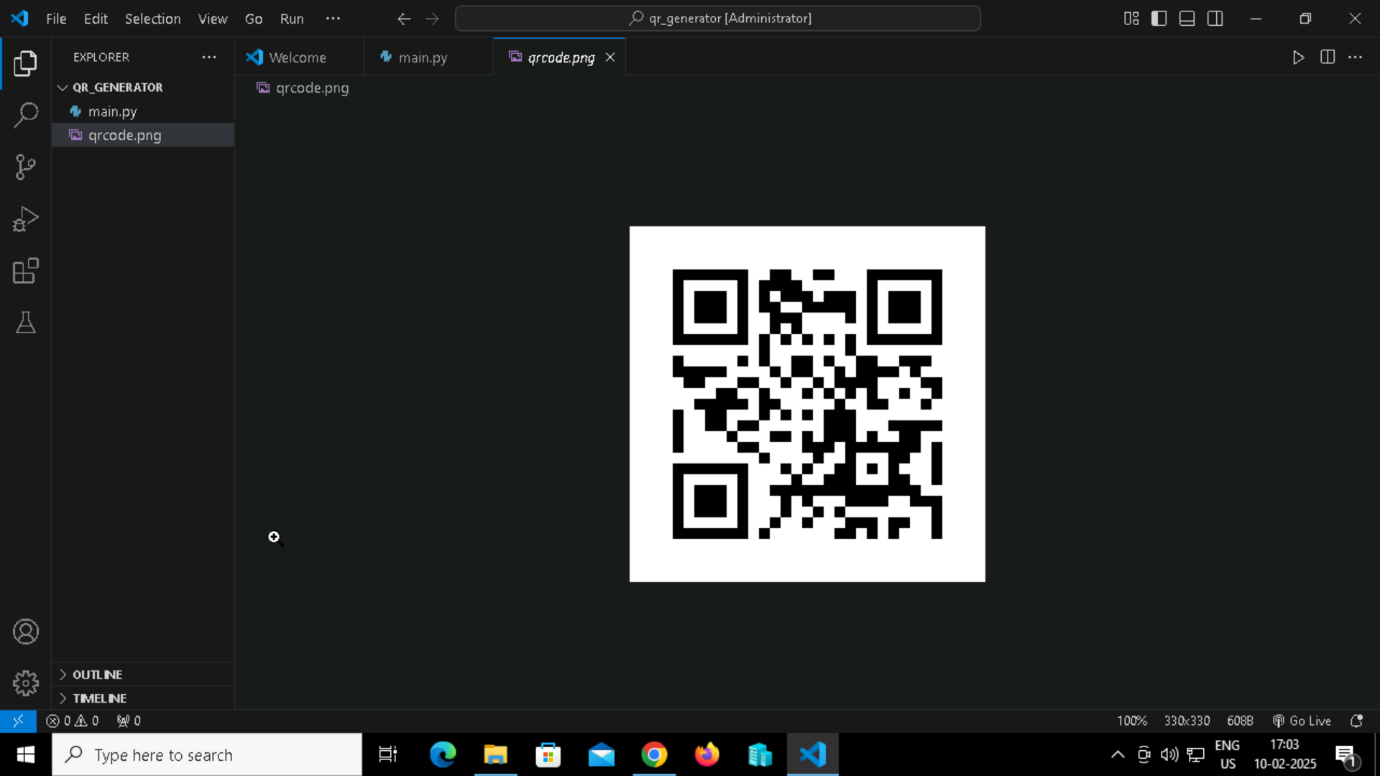 File Edit Selection View Go Run ··· qr_generator [Administrator]
EXPLORER ···
Welcome main.py qrcode.png
QR_GENERATOR
qrcode.png
main.py
qrcode.png
OUTLINE
TIMELINE
0 0 0 100% 330x330 608B Go Live
Type here to search
ENG
US
17:03
10-02-2025
1